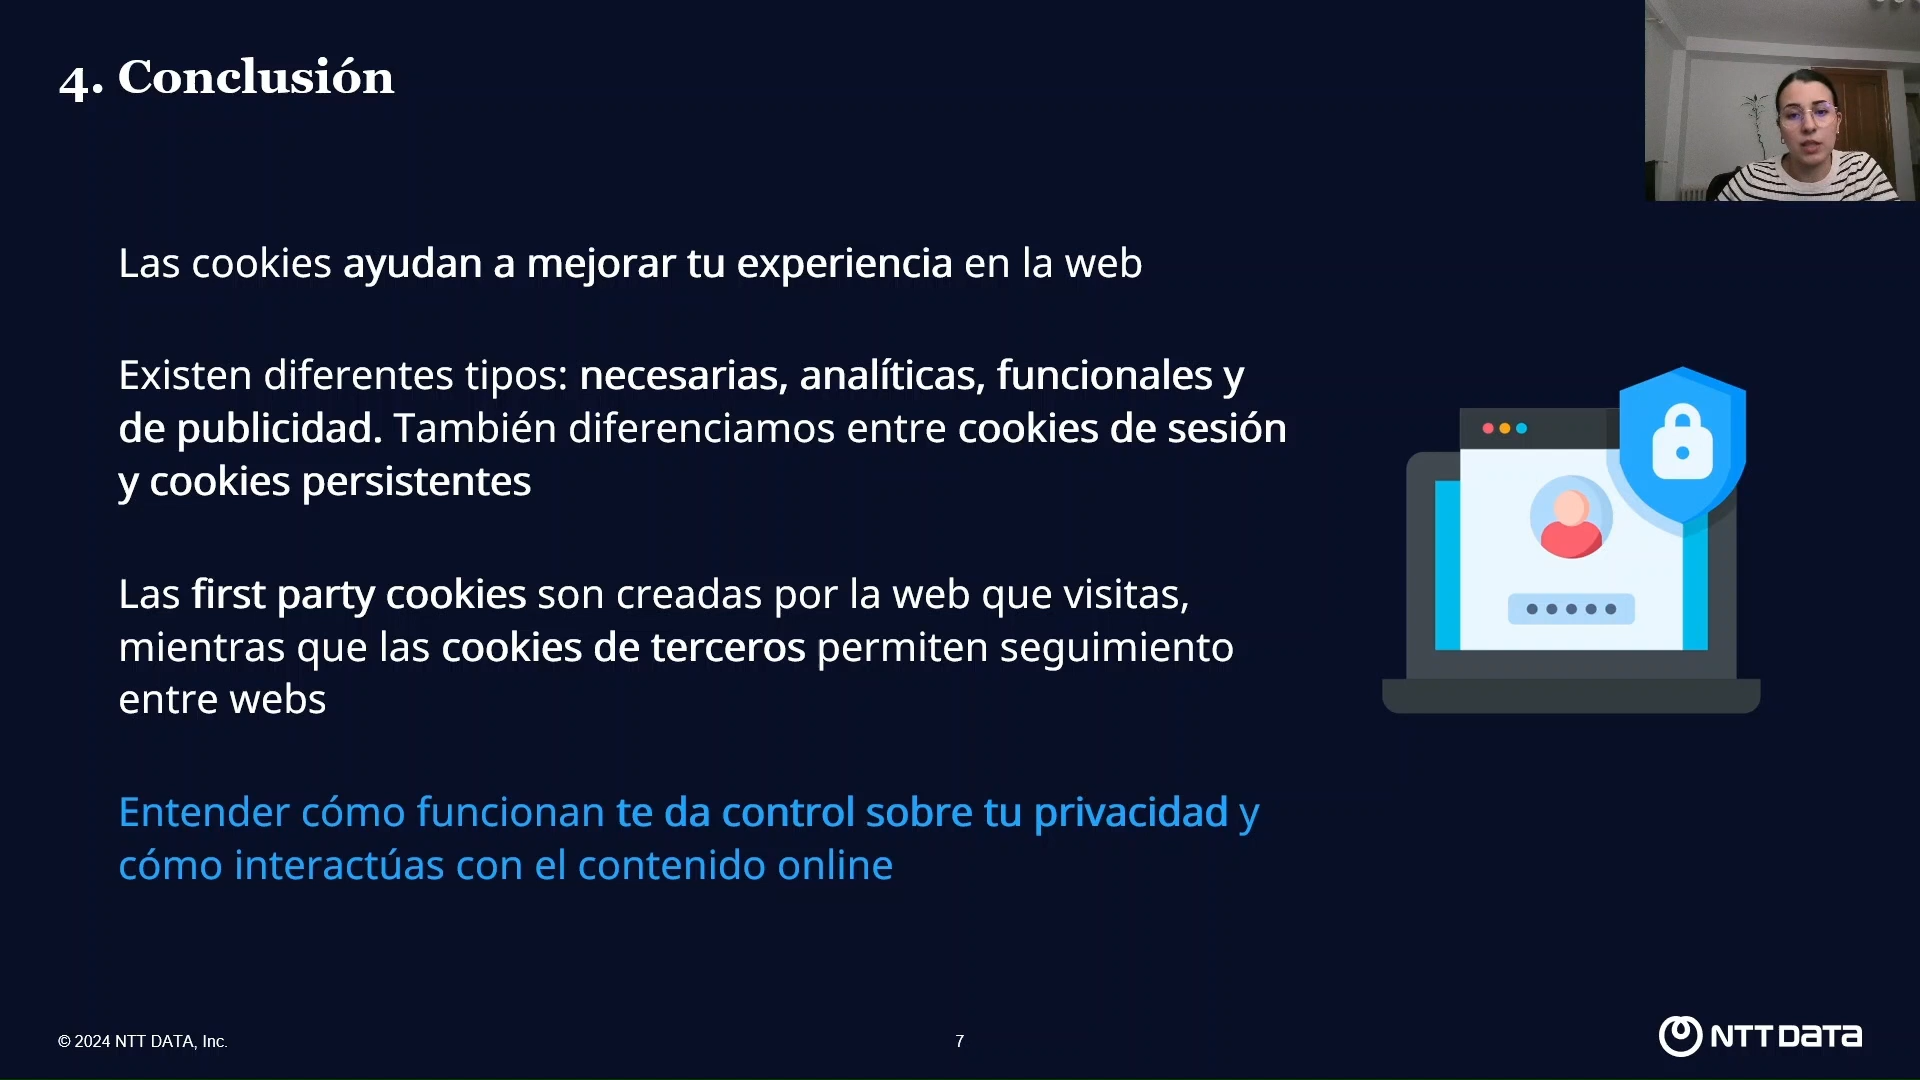 4. Conclusión
Las cookies ayudan a mejorar tu experiencia en la web
Existen diferentes tipos: necesarias, analíticas, funcionales y
de publicidad. También diferenciamos entre cookies de sesión
y cookies persistentes
Las first party cookies son creadas por la web que visitas,
mientras que las cookies de terceros permiten seguimiento
entre webs
Entender cómo funcionan te da control sobre tu privacidad y
cómo interactúas con el contenido online
© 2024 NTT DATA, Inc.
7
NTT DATA